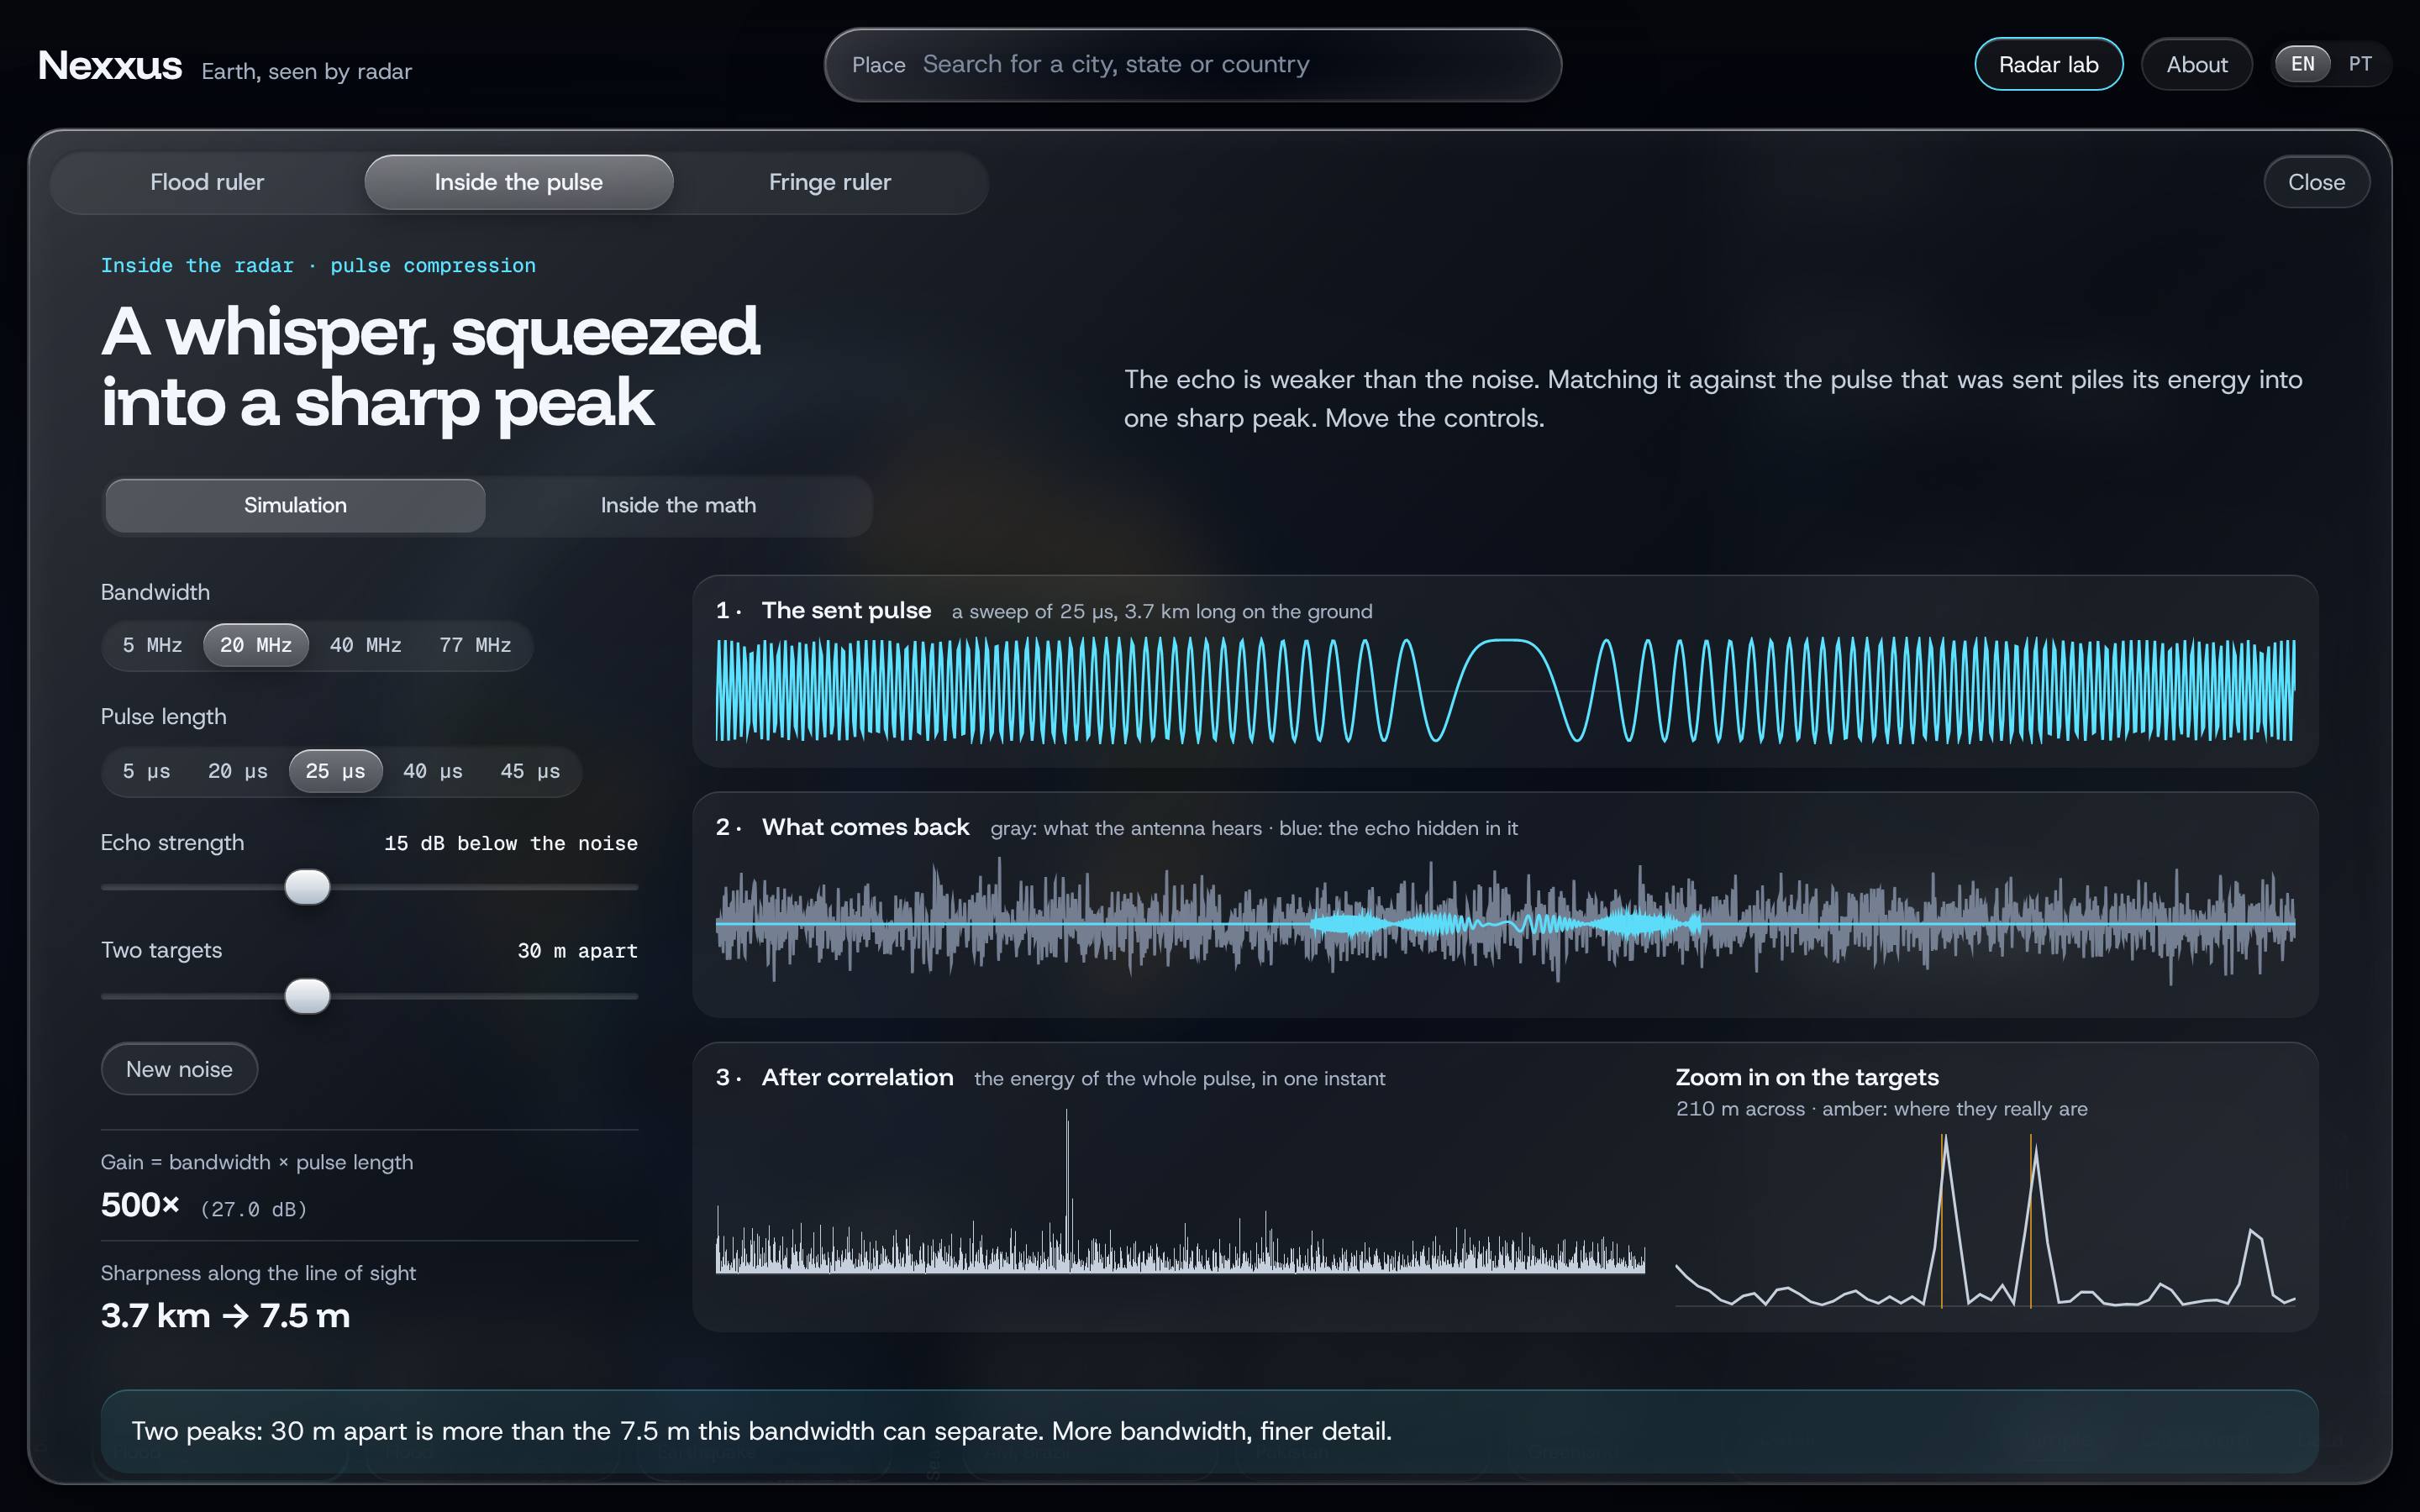 Nexxus Earth, seen by radar
Place Search for a city, state or country
Radar lab About EN PT
Flood ruler Inside the pulse Fringe ruler Close
Inside the radar · pulse compression
A whisper, squeezed
into a sharp peak
The echo is weaker than the noise. Matching it against the pulse that was sent piles its energy into
one sharp peak. Move the controls.
Simulation Inside the math
Bandwidth
5 MHz 20 MHz 40 MHz 77 MHz
Pulse length
5 µs 20 µs 25 µs 40 µs 45 µs
Echo strength 15 dB below the noise
Two targets 30 m apart
New noise
Gain = bandwidth × pulse length
500× (27.0 dB)
Sharpness along the line of sight
3.7 km → 7.5 m
1 · The sent pulse a sweep of 25 µs, 3.7 km long on the ground
2 · What comes back gray: what the antenna hears · blue: the echo hidden in it
3 · After correlation the energy of the whole pulse, in one instant
Zoom in on the targets
210 m across · amber: where they really are
Two peaks: 30 m apart is more than the 7.5 m this bandwidth can separate. More bandwidth, finer detail.